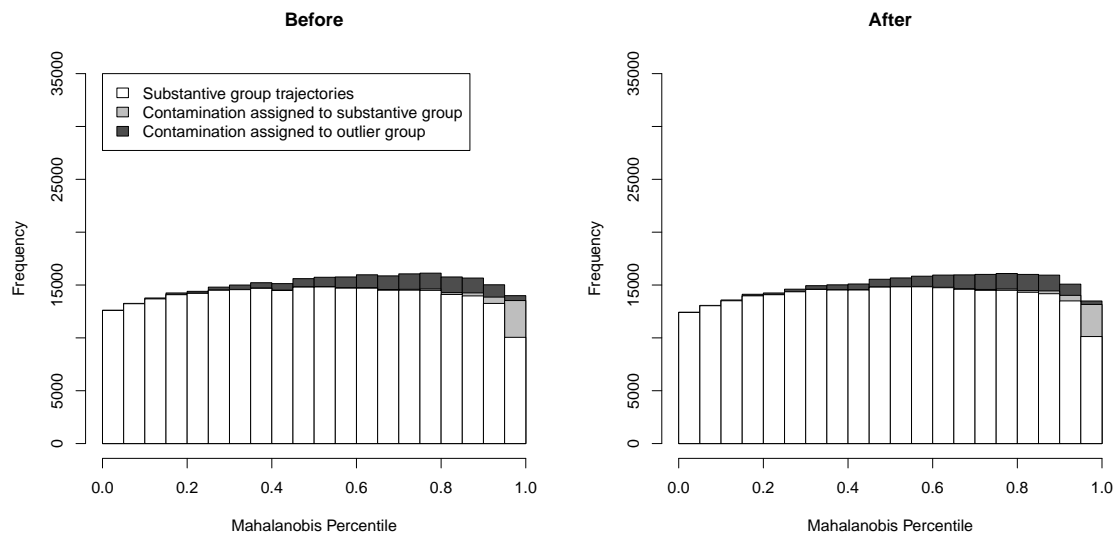 Before
Frequency
0
5000
15000
25000
35000
Substantive group trajectories
Contamination assigned to substantive group
Contamination assigned to outlier group
0.0 0.2 0.4 0.6 0.8 1.0
Mahalanobis Percentile
After
Frequency
0
5000
15000
25000
35000
0.0 0.2 0.4 0.6 0.8 1.0
Mahalanobis Percentile